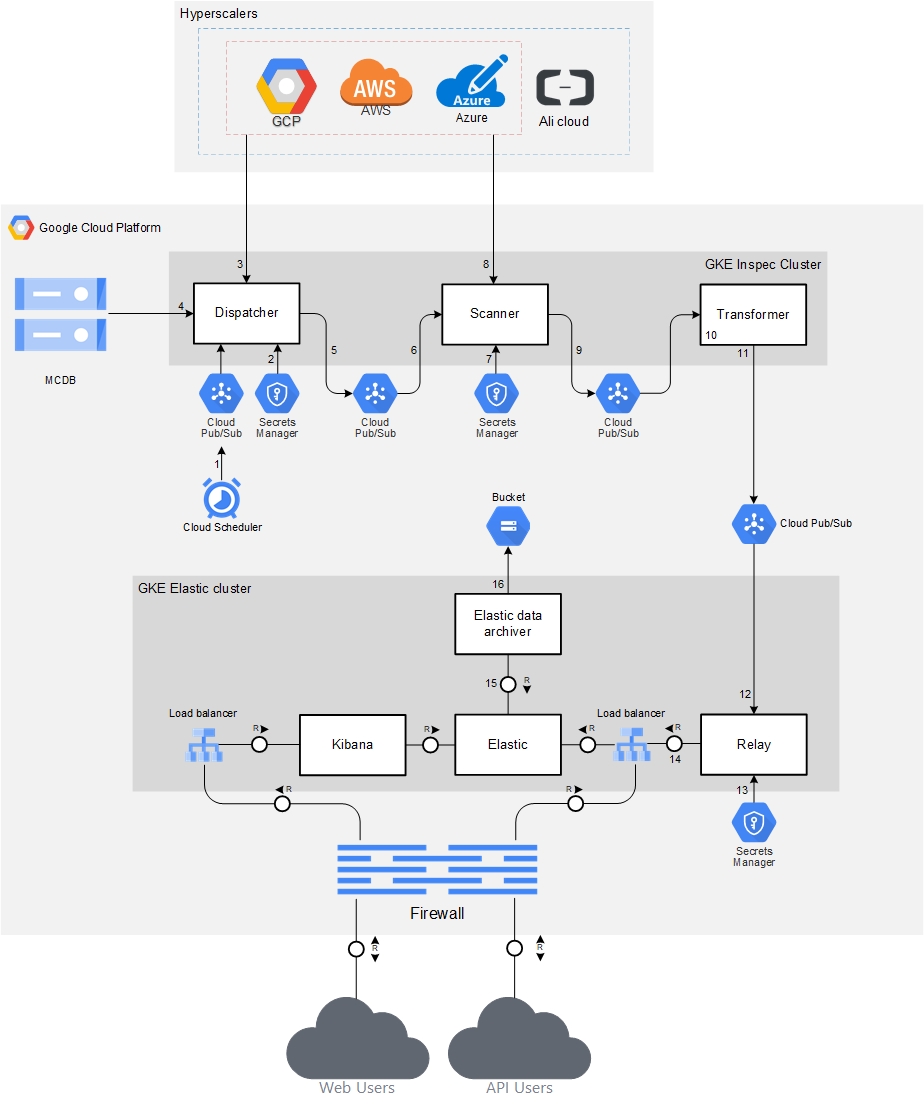 Hyperscalers
AWS
Azure
GCP
AWS
Azure
Ali cloud
Google Cloud Platform
GKE Inspec Cluster
3
8
4
Dispatcher
Scanner
Transformer
10
MCDB
2
5
6
7
9
11
Cloud
Pub/Sub
Secrets
Manager
Cloud
Pub/Sub
Secrets
Manager
Cloud
Pub/Sub
1
Cloud Scheduler
Bucket
Cloud Pub/Sub
16
GKE Elastic cluster
Elastic data
archiver
15
R
12
Load balancer
Load balancer
R
Kibana
R
Elastic
R
R
14
Relay
R
R
13
Secrets
Manager
Firewall
R
R
Web Users
API Users